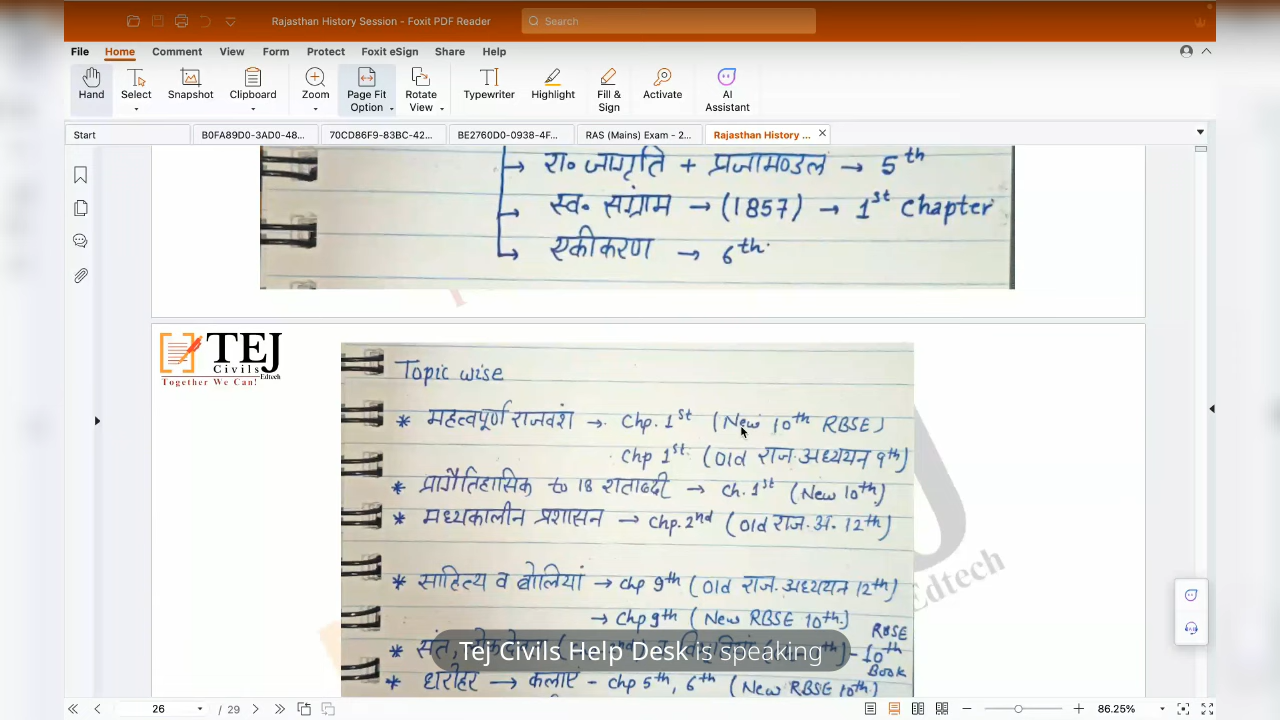 Rajasthan History Session - Foxit PDF Reader
Search
File Home Comment View Form Protect Foxit eSign Share Help
Hand Select Snapshot Clipboard Zoom Page Fit Option Rotate View Typewriter Highlight Fill & Sign Activate AI Assistant
Start B0FA89D0-3AD0-48... 70CD86F9-83BC-42... BE2760D0-0938-4F... RAS (Mains) Exam - 2... Rajasthan History ...
→ रा॰ जागृति + प्रजामण्डल → 5th
→ स्व॰ संग्राम → (1857) → 1st Chapter
→ एकीकरण → 6th.
TEJ
Civils
Edtech
Together We Can!
Topic wise
* महत्वपूर्ण राजवंश → Chp. 1st (New 10th RBSE)
Chp 1st. (Old राज. अध्ययन 9th)
* प्रागैतिहासिक to 18 शताब्दी → Ch. 1st (New 10th)
* मध्यकालीन प्रशासन → Chp. 2nd (Old राज. अ. 12th)
* साहित्य व बोलियां → Chp 9th (Old राज. अध्ययन 12th)
→ Chp 9th (New RBSE 10th)
* संत, - 10th RBSE Book
Tej Civils Help Desk is speaking
* धरोहर → कलाएं - Chp 5th, 6th (New RBSE 10th)
Edtech
26 / 29 86.25%